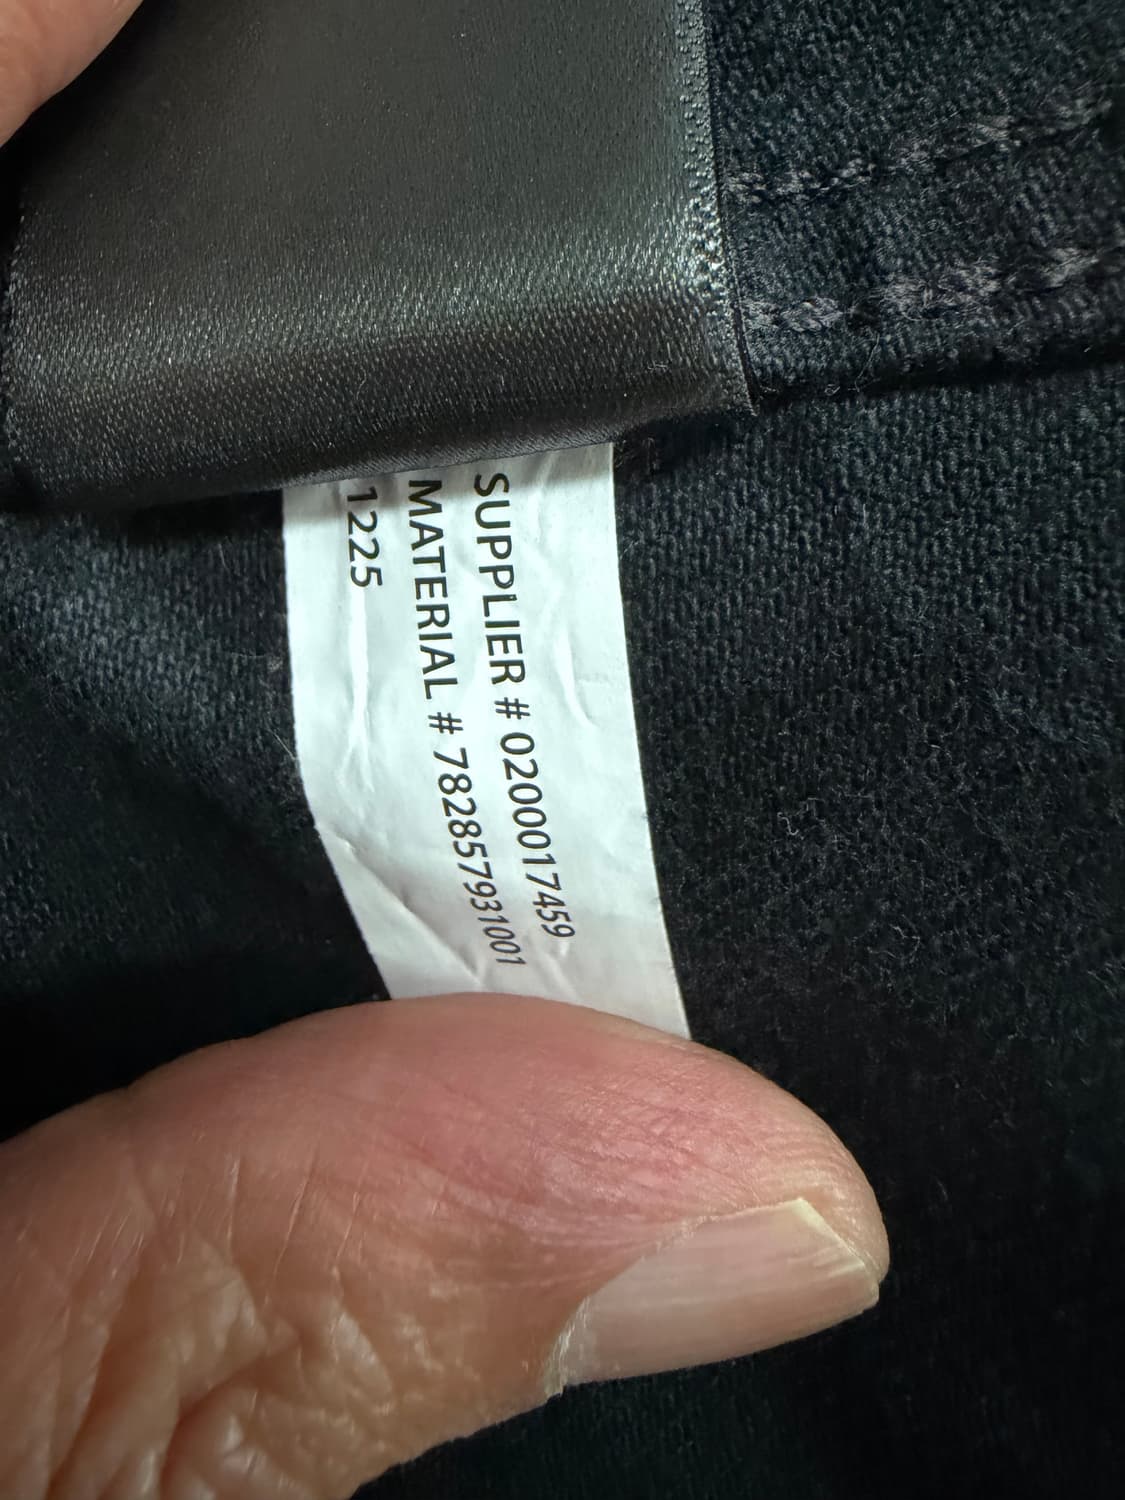 SUPPLIER # 0200017459
MATERIAL # 782857931001
1225